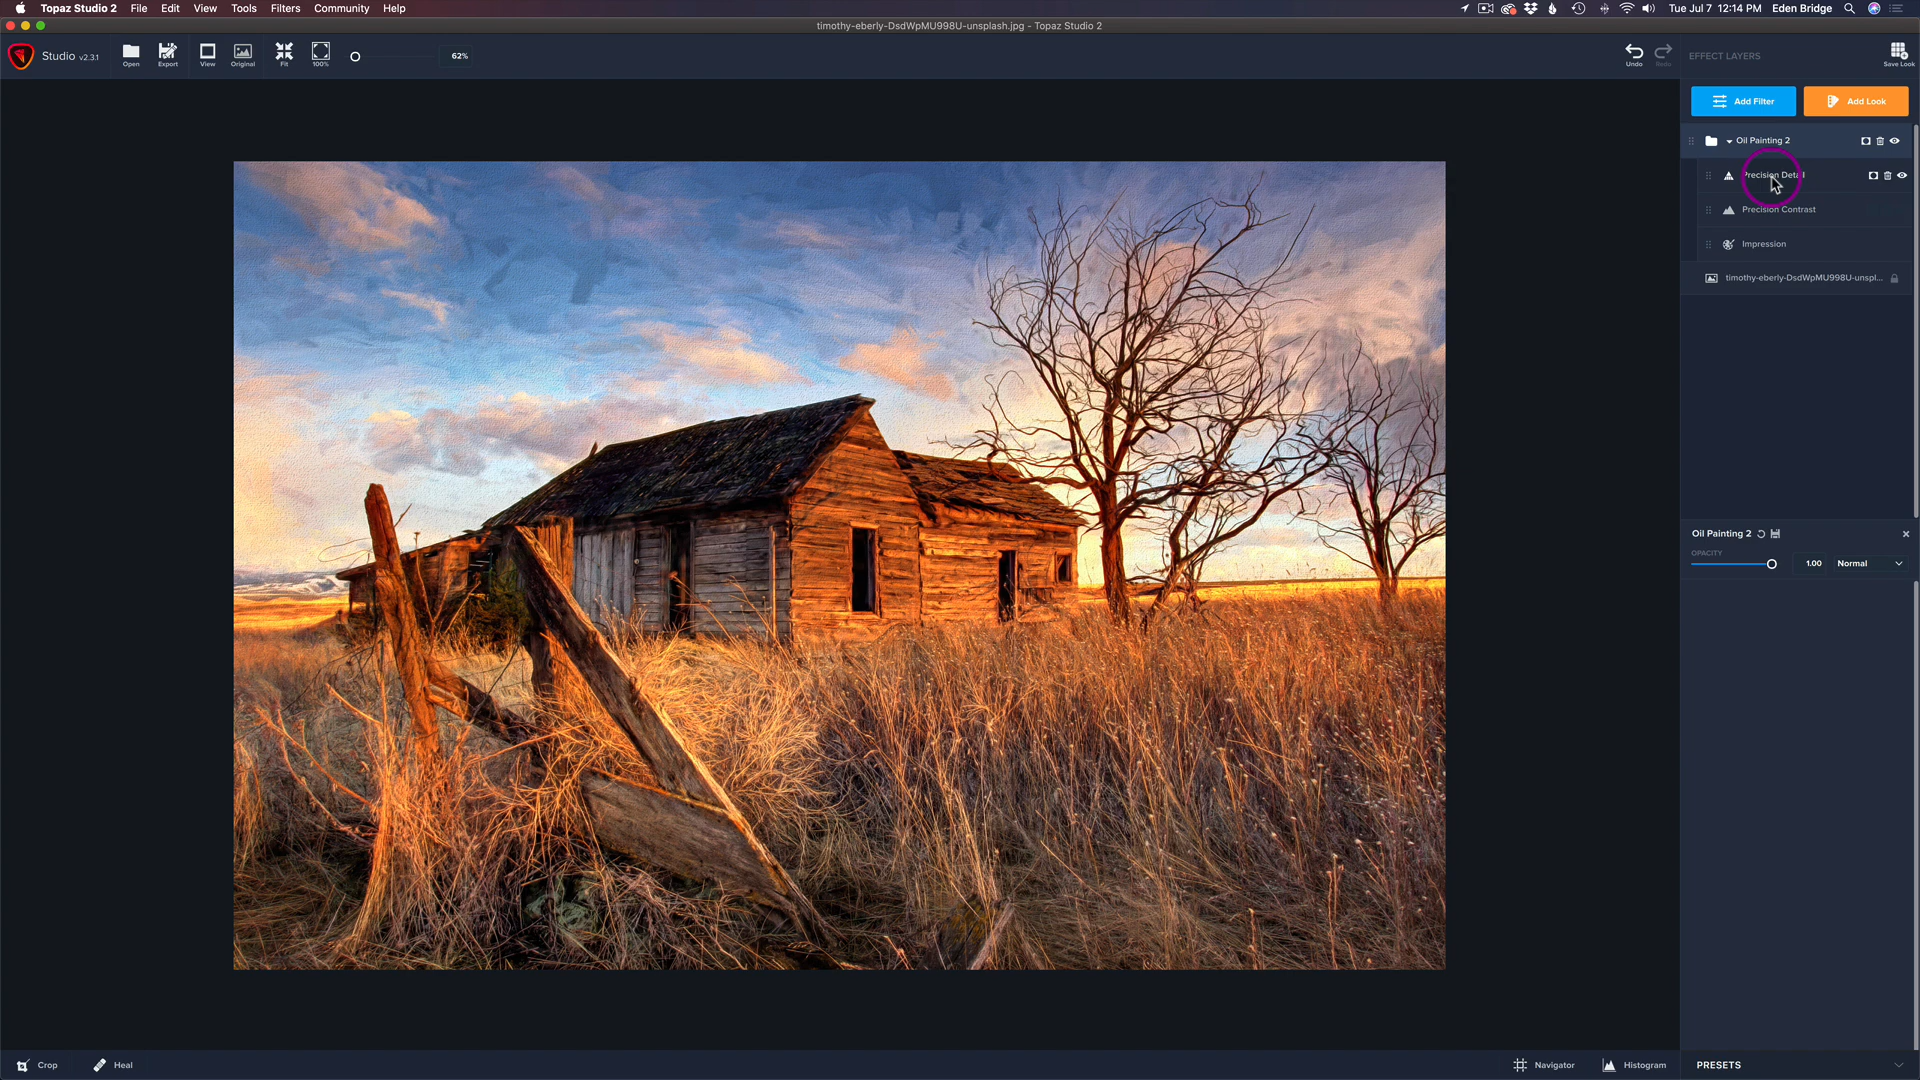 Topaz Studio 2 File Edit View Tools Filters Community Help Tue Jul 7 12:14 PM Eden Bridge
timothy-eberly-DsdWpMU998U-unsplash.jpg - Topaz Studio 2
Studio v2.3.1 Open Export View Original Fit 100% 62% Undo Redo EFFECT LAYERS Save Look
Add Filter Add Look
Oil Painting 2
Precision Detail
Precision Contrast
Impression
timothy-eberly-DsdWpMU998U-unspl...
Oil Painting 2
OPACITY
1.00 Normal
Crop Heal Navigator Histogram PRESETS